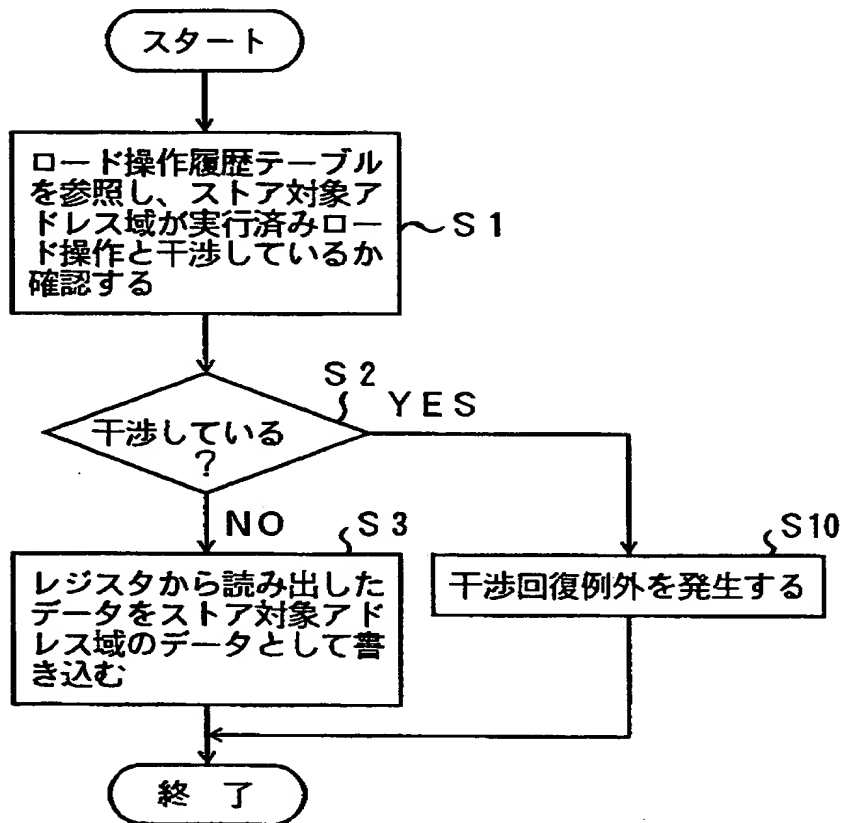 スタート
ロード操作履歴テーブル
を参照し、ストア対象ア
ドレス域が実行済みロー
ド操作と干渉しているか
確認する
S1
S2
YES
干渉している
?
NO
S3
S10
レジスタから読み出した
データをストア対象アド
レス域のデータとして書
き込む
干渉回復例外を発生する
終 了